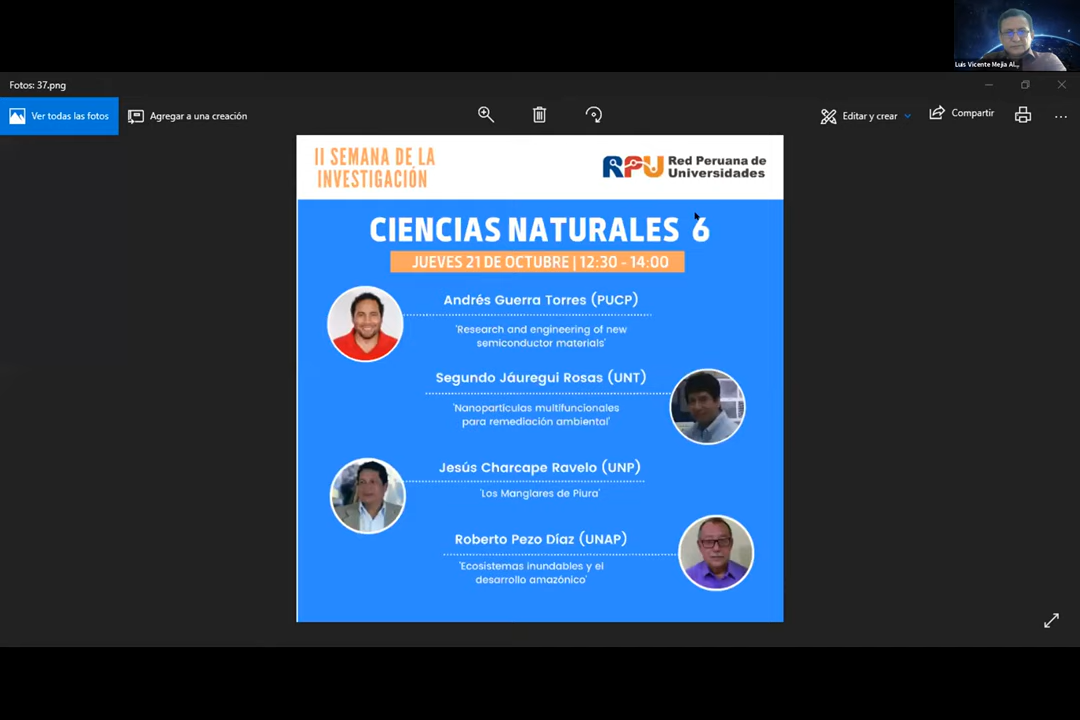 Luis Vicente Mejia Al...
Fotos: 37.png
Ver todas las fotos
Agregar a una creación
Editar y crear
Compartir
II SEMANA DE LA
INVESTIGACIÓN
RPU
Red Peruana de
Universidades
CIENCIAS NATURALES 6
JUEVES 21 DE OCTUBRE | 12:30 - 14:00
Andrés Guerra Torres (PUCP)
'Research and engineering of new
semiconductor materials'
Segundo Jáuregui Rosas (UNT)
'Nanopartículas multifuncionales
para remediación ambiental'
Jesús Charcape Ravelo (UNP)
'Los Manglares de Piura'
Roberto Pezo Díaz (UNAP)
'Ecosistemas inundables y el
desarrollo amazónico'